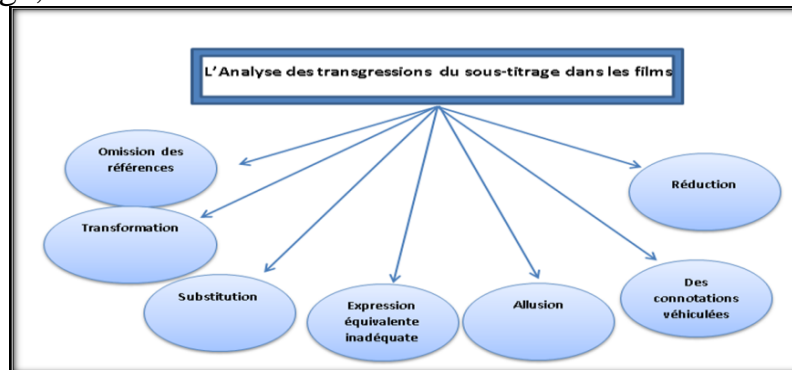 L'Analyse des transgressions du sous-titrage dans les films
Omission des
références
Transformation
Substitution
Expression
équivalente
inadéquate
Allusion
Des
connotations
véhiculées
Réduction